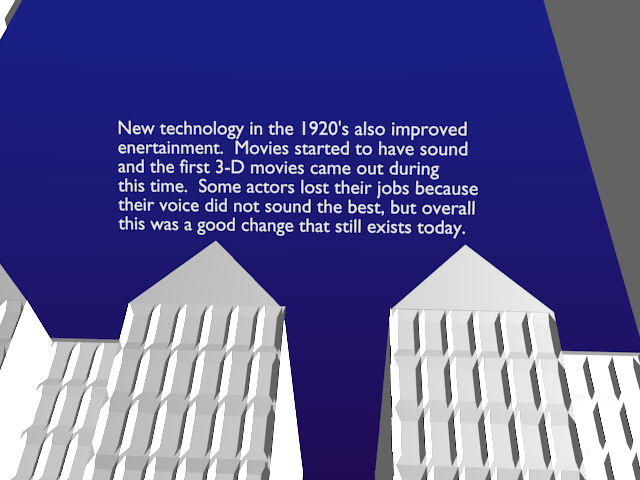 New technology in the 1920's also improved
enertainment.  Movies started to have sound
and the first 3-D movies came out during
this time.  Some actors lost their jobs because
their voice did not sound the best, but overall
this was a good change that still exists today.